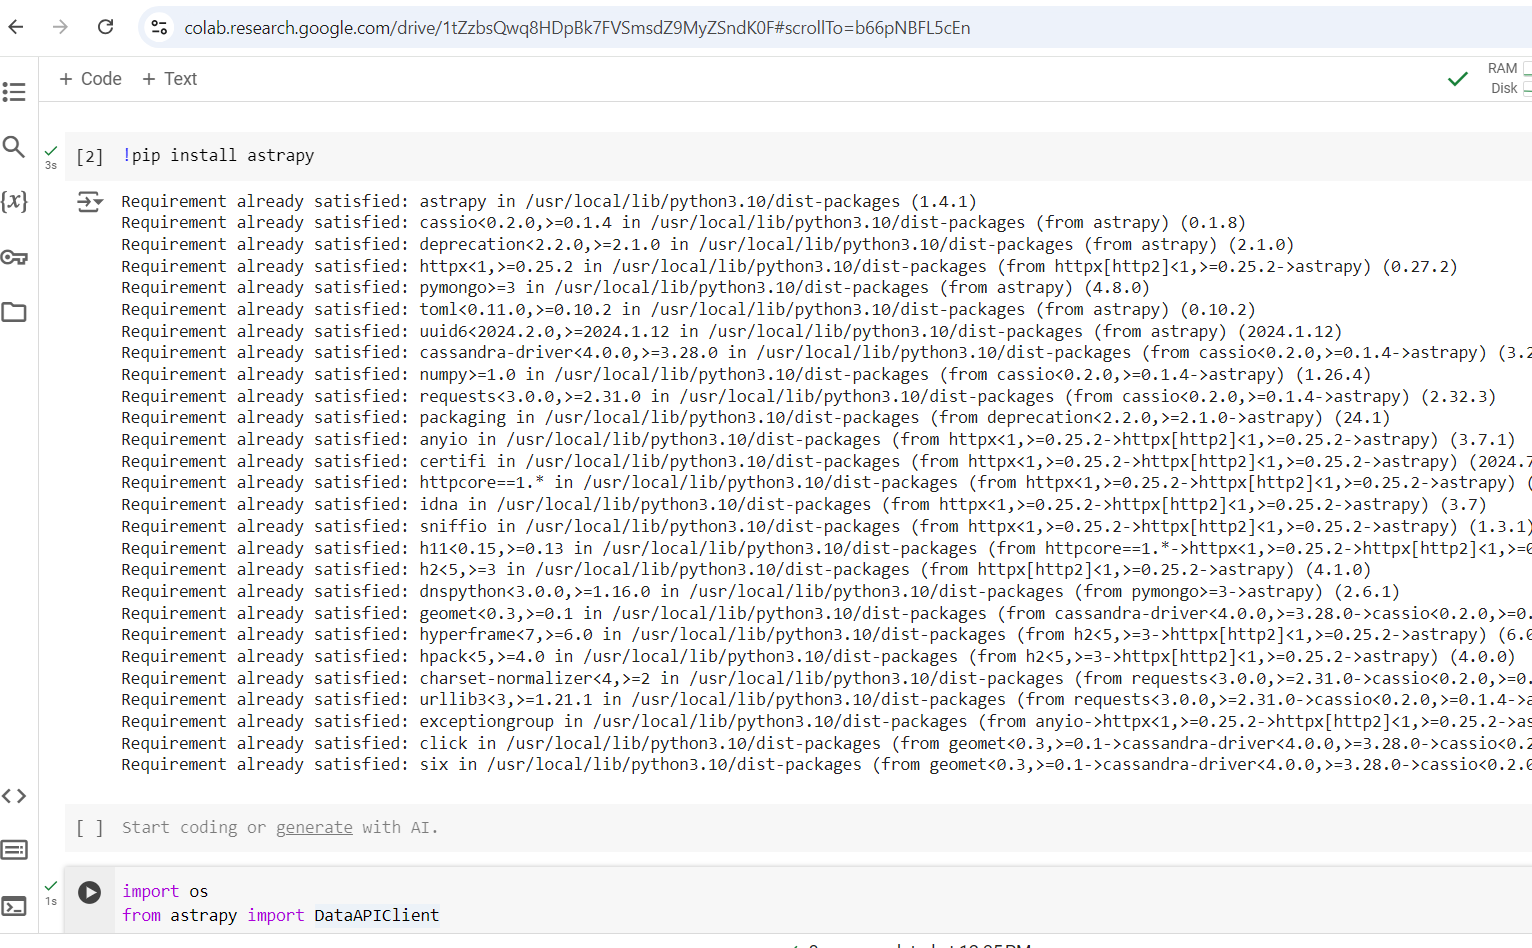 colab.research.google.com/drive/1tZzbsQwq8HDpBk7FVSmsdZ9MyZSndK0F#scrollTo=b66pNBFL5cEn
+ Code + Text
RAM
Disk
3s
[2] !pip install astrapy
{x}
Requirement already satisfied: astrapy in /usr/local/lib/python3.10/dist-packages (1.4.1)
Requirement already satisfied: cassio<0.2.0,>=0.1.4 in /usr/local/lib/python3.10/dist-packages (from astrapy) (0.1.8)
Requirement already satisfied: deprecation<2.2.0,>=2.1.0 in /usr/local/lib/python3.10/dist-packages (from astrapy) (2.1.0)
Requirement already satisfied: httpx<1,>=0.25.2 in /usr/local/lib/python3.10/dist-packages (from httpx[http2]<1,>=0.25.2->astrapy) (0.27.2)
Requirement already satisfied: pymongo>=3 in /usr/local/lib/python3.10/dist-packages (from astrapy) (4.8.0)
Requirement already satisfied: toml<0.11.0,>=0.10.2 in /usr/local/lib/python3.10/dist-packages (from astrapy) (0.10.2)
Requirement already satisfied: uuid6<2024.2.0,>=2024.1.12 in /usr/local/lib/python3.10/dist-packages (from astrapy) (2024.1.12)
Requirement already satisfied: cassandra-driver<4.0.0,>=3.28.0 in /usr/local/lib/python3.10/dist-packages (from cassio<0.2.0,>=0.1.4->astrapy) (3.2
Requirement already satisfied: numpy>=1.0 in /usr/local/lib/python3.10/dist-packages (from cassio<0.2.0,>=0.1.4->astrapy) (1.26.4)
Requirement already satisfied: requests<3.0.0,>=2.31.0 in /usr/local/lib/python3.10/dist-packages (from cassio<0.2.0,>=0.1.4->astrapy) (2.32.3)
Requirement already satisfied: packaging in /usr/local/lib/python3.10/dist-packages (from deprecation<2.2.0,>=2.1.0->astrapy) (24.1)
Requirement already satisfied: anyio in /usr/local/lib/python3.10/dist-packages (from httpx<1,>=0.25.2->httpx[http2]<1,>=0.25.2->astrapy) (3.7.1)
Requirement already satisfied: certifi in /usr/local/lib/python3.10/dist-packages (from httpx<1,>=0.25.2->httpx[http2]<1,>=0.25.2->astrapy) (2024.7
Requirement already satisfied: httpcore==1.* in /usr/local/lib/python3.10/dist-packages (from httpx<1,>=0.25.2->httpx[http2]<1,>=0.25.2->astrapy) (
Requirement already satisfied: idna in /usr/local/lib/python3.10/dist-packages (from httpx<1,>=0.25.2->httpx[http2]<1,>=0.25.2->astrapy) (3.7)
Requirement already satisfied: sniffio in /usr/local/lib/python3.10/dist-packages (from httpx<1,>=0.25.2->httpx[http2]<1,>=0.25.2->astrapy) (1.3.1)
Requirement already satisfied: h11<0.15,>=0.13 in /usr/local/lib/python3.10/dist-packages (from httpcore==1.*->httpx<1,>=0.25.2->httpx[http2]<1,>=0
Requirement already satisfied: h2<5,>=3 in /usr/local/lib/python3.10/dist-packages (from httpx[http2]<1,>=0.25.2->astrapy) (4.1.0)
Requirement already satisfied: dnspython<3.0.0,>=1.16.0 in /usr/local/lib/python3.10/dist-packages (from pymongo>=3->astrapy) (2.6.1)
Requirement already satisfied: geomet<0.3,>=0.1 in /usr/local/lib/python3.10/dist-packages (from cassandra-driver<4.0.0,>=3.28.0->cassio<0.2.0,>=0.
Requirement already satisfied: hyperframe<7,>=6.0 in /usr/local/lib/python3.10/dist-packages (from h2<5,>=3->httpx[http2]<1,>=0.25.2->astrapy) (6.0
Requirement already satisfied: hpack<5,>=4.0 in /usr/local/lib/python3.10/dist-packages (from h2<5,>=3->httpx[http2]<1,>=0.25.2->astrapy) (4.0.0)
Requirement already satisfied: charset-normalizer<4,>=2 in /usr/local/lib/python3.10/dist-packages (from requests<3.0.0,>=2.31.0->cassio<0.2.0,>=0.
Requirement already satisfied: urllib3<3,>=1.21.1 in /usr/local/lib/python3.10/dist-packages (from requests<3.0.0,>=2.31.0->cassio<0.2.0,>=0.1.4->a
Requirement already satisfied: exceptiongroup in /usr/local/lib/python3.10/dist-packages (from anyio->httpx<1,>=0.25.2->httpx[http2]<1,>=0.25.2->as
Requirement already satisfied: click in /usr/local/lib/python3.10/dist-packages (from geomet<0.3,>=0.1->cassandra-driver<4.0.0,>=3.28.0->cassio<0.2
Requirement already satisfied: six in /usr/local/lib/python3.10/dist-packages (from geomet<0.3,>=0.1->cassandra-driver<4.0.0,>=3.28.0->cassio<0.2.0
[ ] Start coding or generate with AI.
1s
import os
from astrapy import DataAPIClient